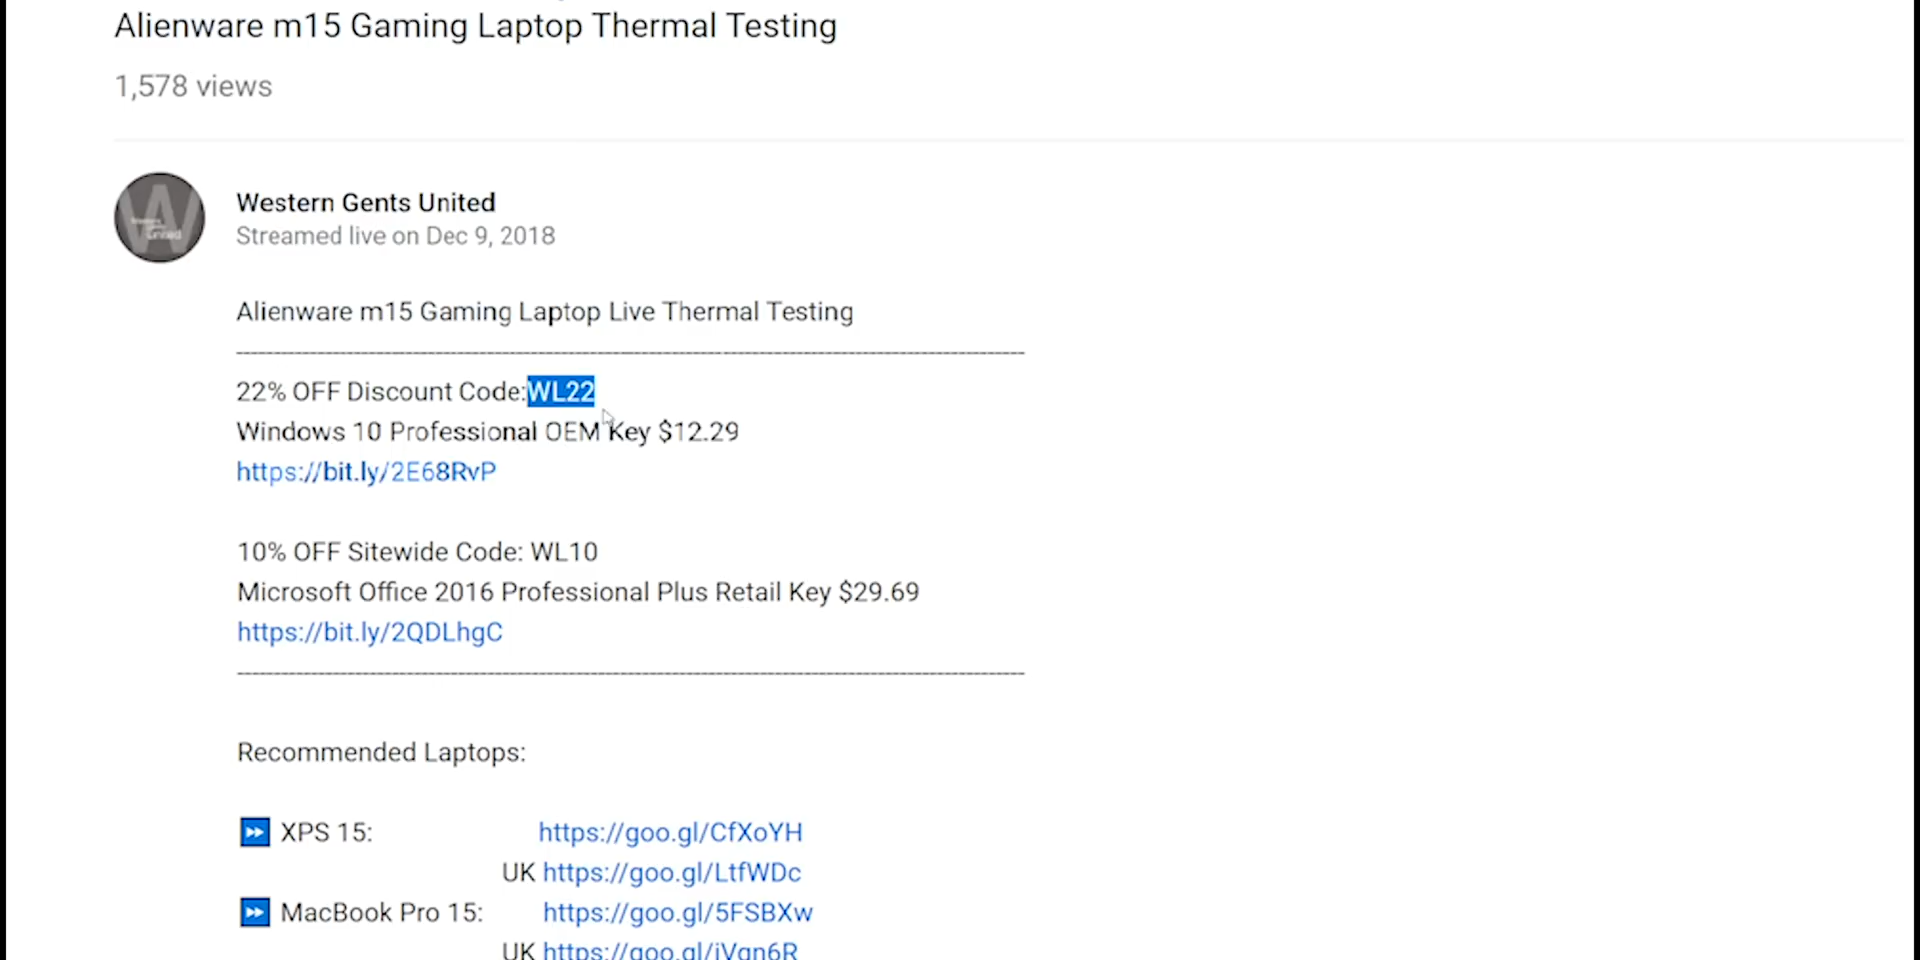 Alienware m15 Gaming Laptop Thermal Testing
1,578 views
Western Gents United
Streamed live on Dec 9, 2018
Alienware m15 Gaming Laptop Live Thermal Testing
22% OFF Discount Code:WL22
Windows 10 Professional OEM Key $12.29
https://bit.ly/2E68RvP
10% OFF Sitewide Code: WL10
Microsoft Office 2016 Professional Plus Retail Key $29.69
https://bit.ly/2QDLhgC
Recommended Laptops:
XPS 15: https://goo.gl/CfXoYH
UK https://goo.gl/LtfWDc
MacBook Pro 15: https://goo.gl/5FSBXw
UK